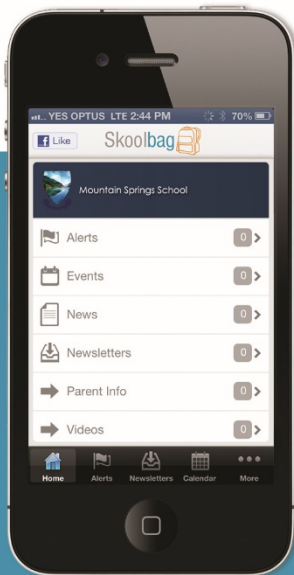 YES OPTUS LTE 2:44 PM 70%
Like Skoolbag
Mountain Springs School
Alerts 0
Events 0
News 0
Newsletters 0
Parent Info 0
Videos 0
Home Alerts Newsletters Calendar More